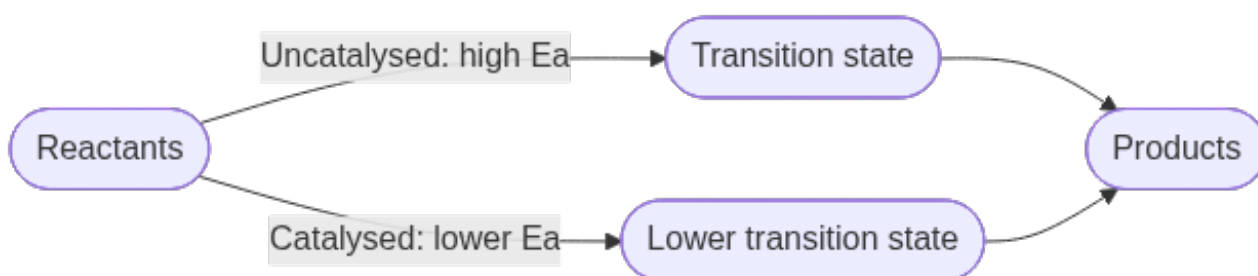 Uncatalysed: high Ea
Transition state
Reactants
Products
Catalysed: lower Ea
Lower transition state